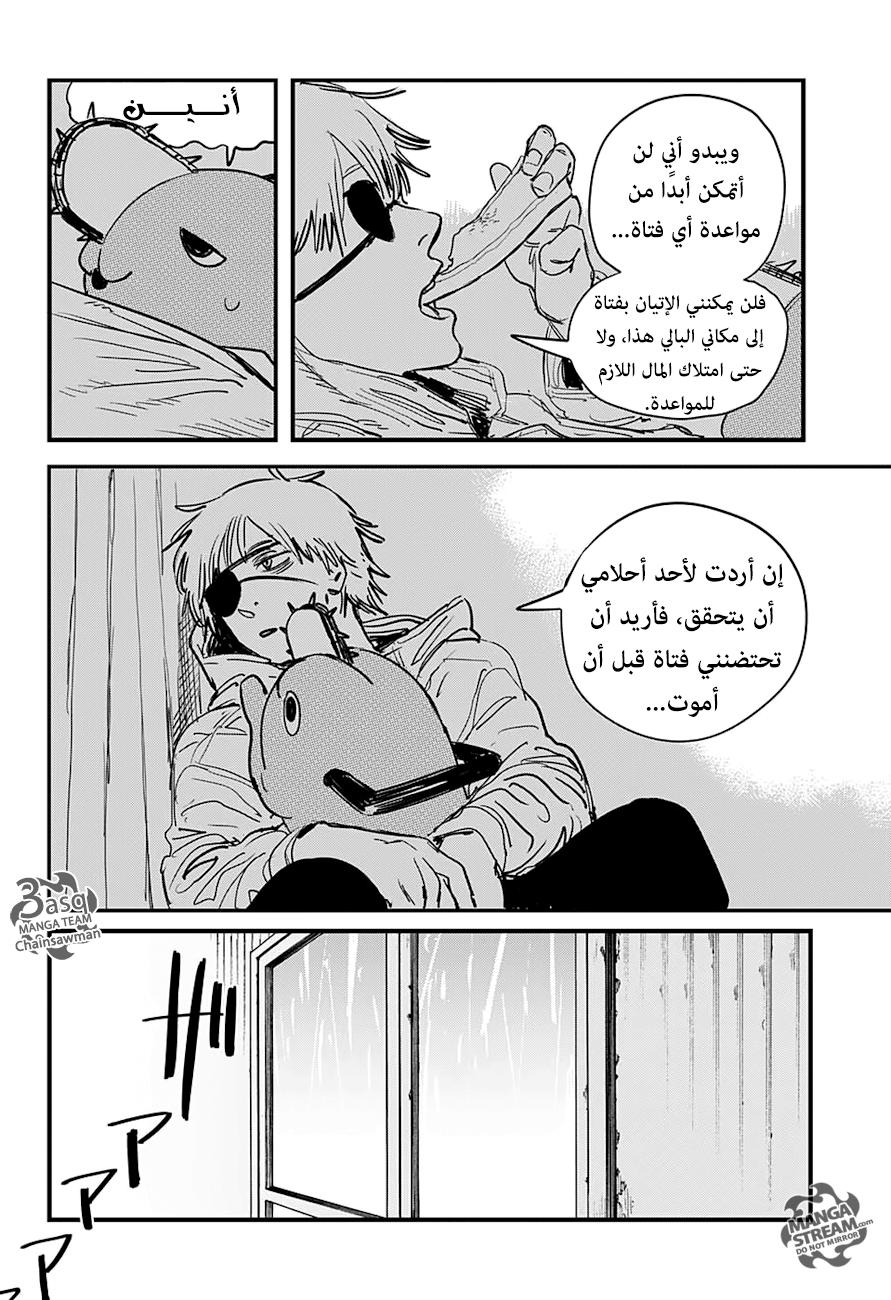 ويبدو أني لن
أتمكن أبدًا من
مواعدة أي فتاة...
فلن يمكنني الإتيان بفتاة
إلى مكاني البالي هذا، ولا
حتى امتلاك المال اللازم
للمواعدة.
أنـــيـــــن
إن أردت لأحد أحلامي
أن يتحقق، فأريد أن
تحتضنني فتاة قبل أن
أموت...
3asq
MANGA TEAM
Chainsawman
MANGA
STREAM.com
DO NOT MIRROR